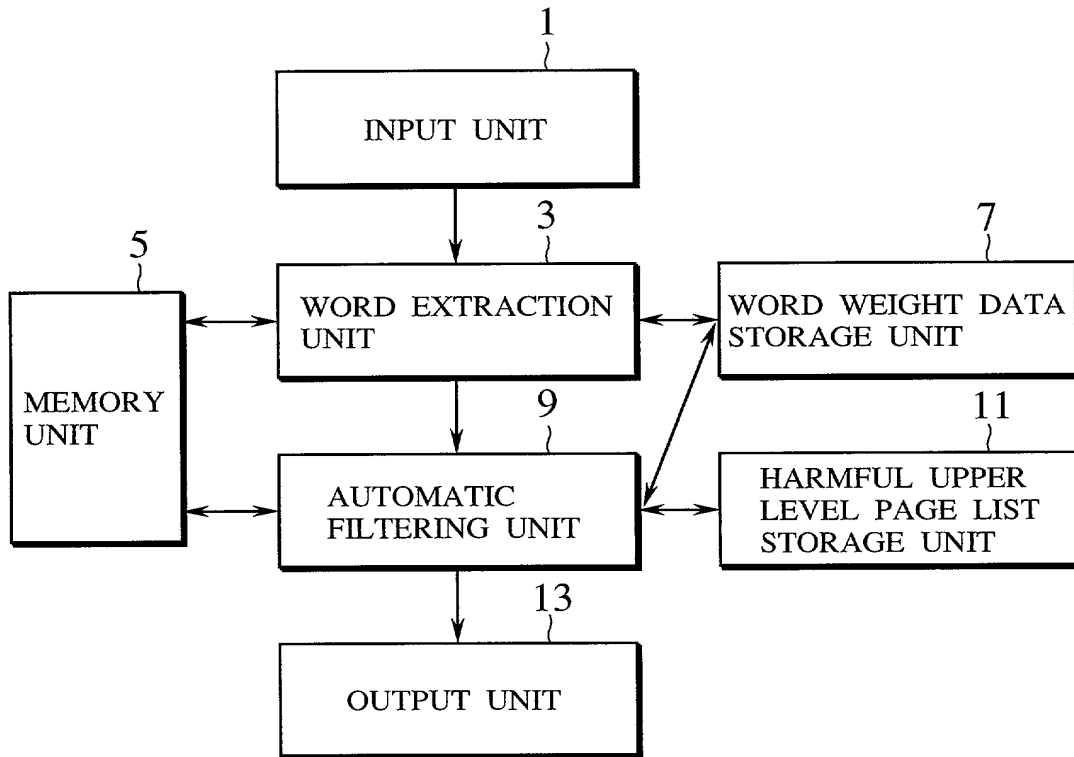 1
INPUT UNIT
3
WORD EXTRACTION
UNIT
5
MEMORY
UNIT
7
WORD WEIGHT DATA
STORAGE UNIT
9
AUTOMATIC
FILTERING UNIT
11
HARMFUL UPPER
LEVEL PAGE LIST
STORAGE UNIT
13
OUTPUT UNIT